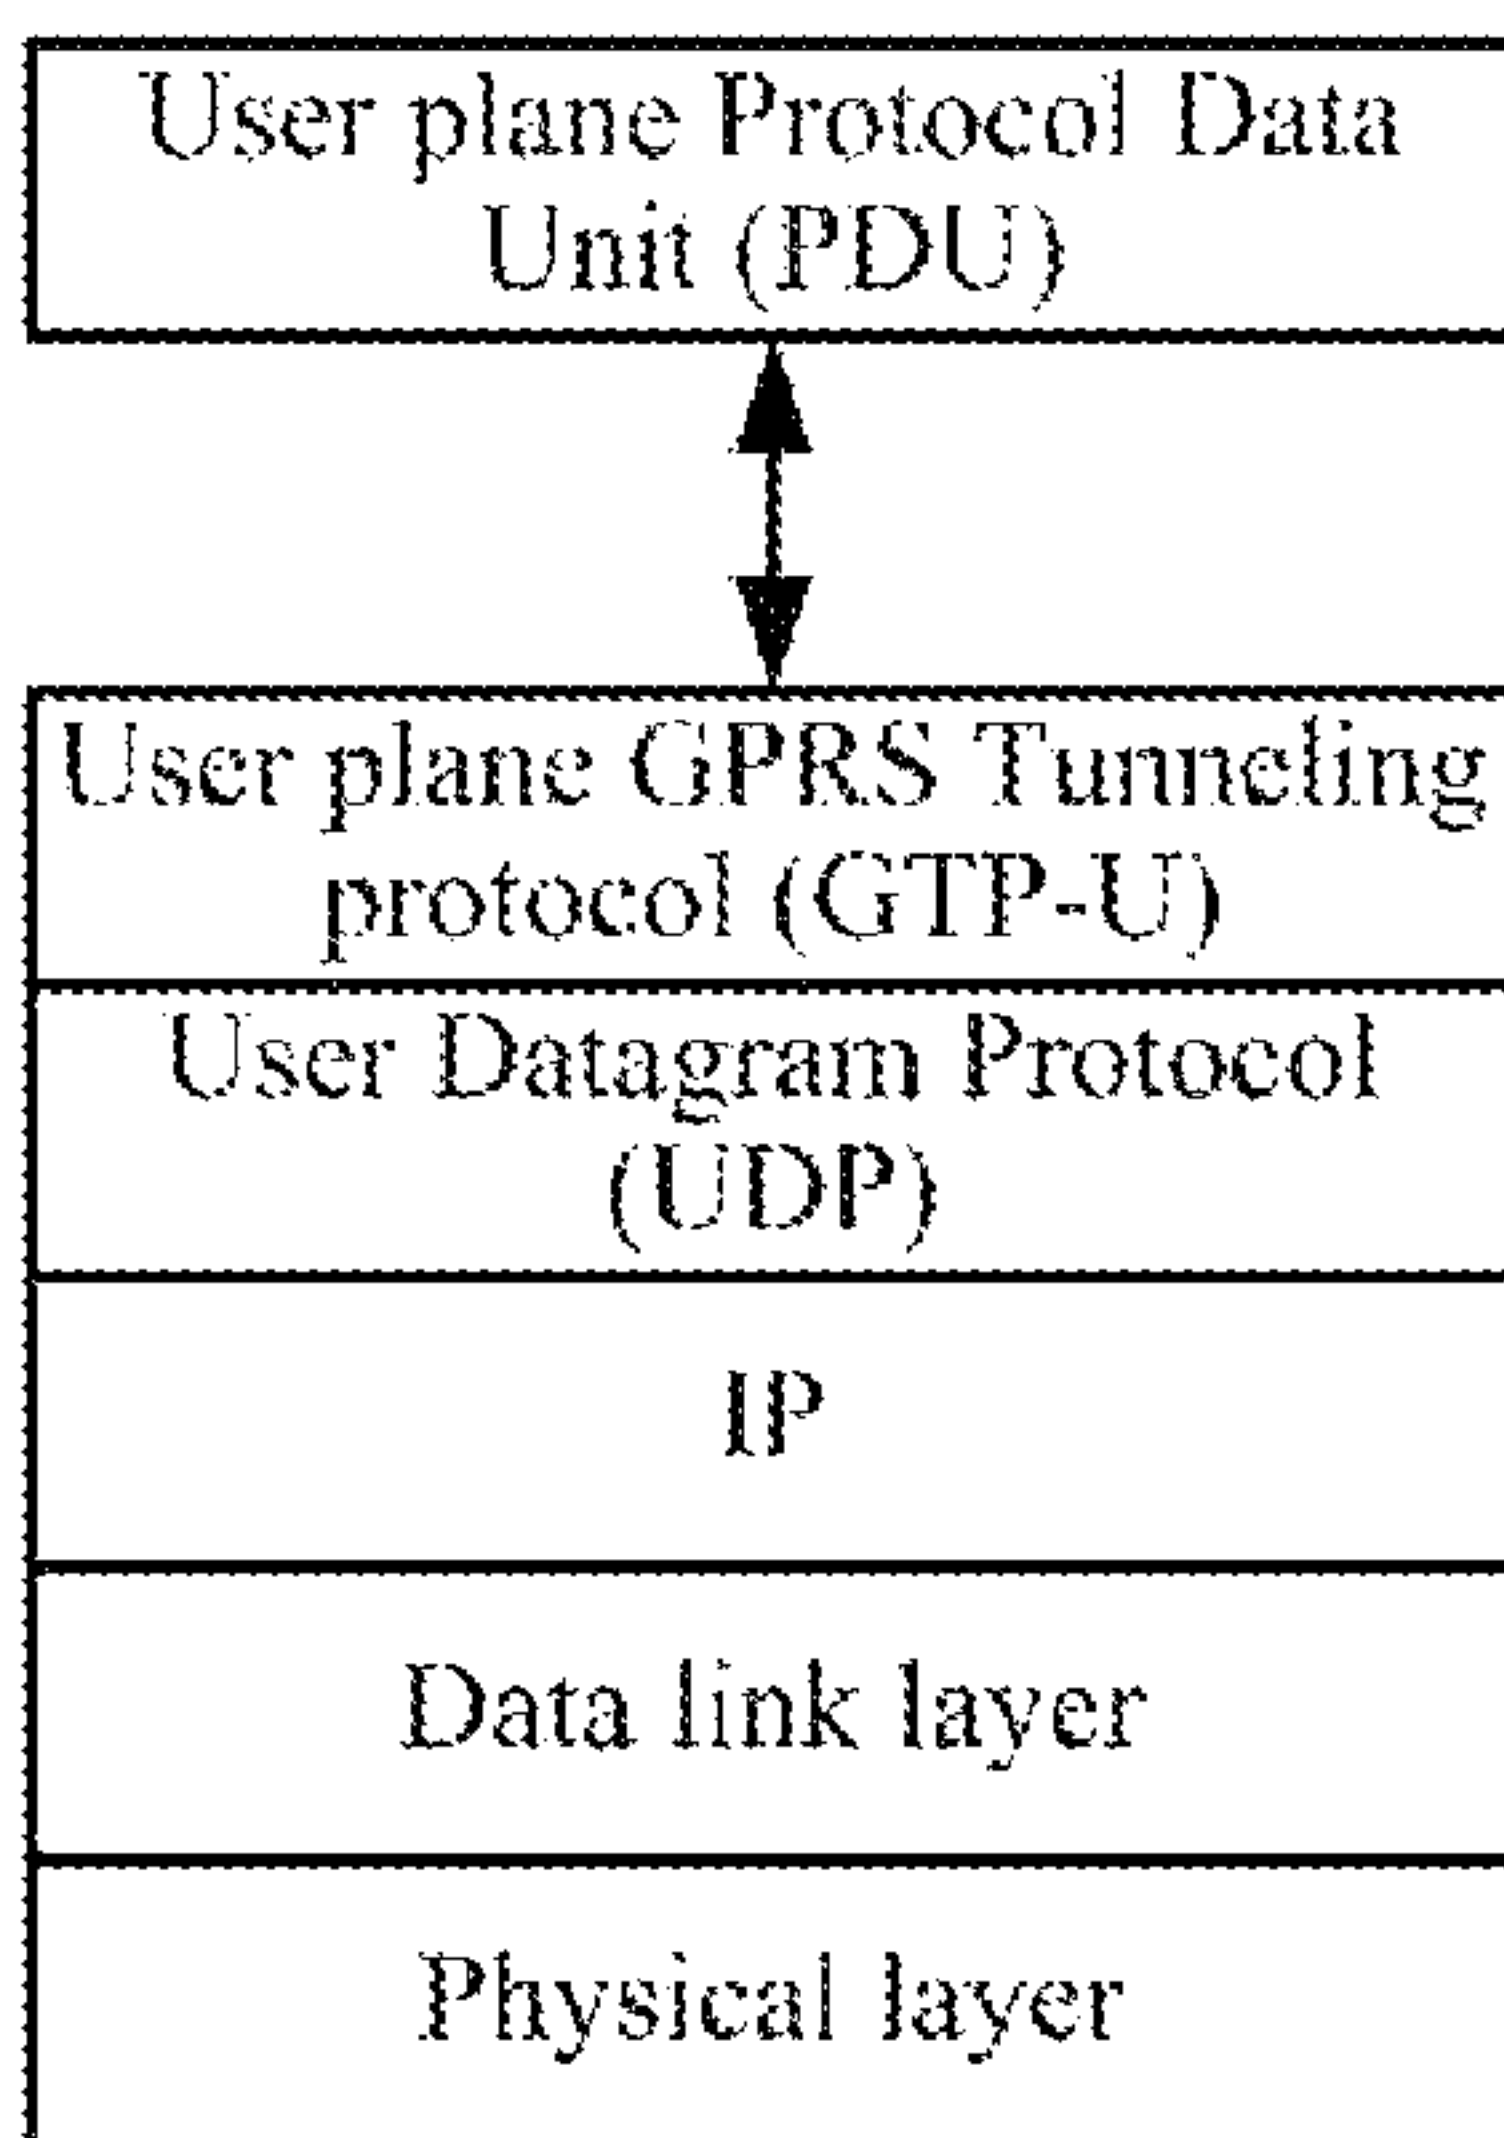 User plane Protocol Data
Unit (PDU)
User plane GPRS Tunneling
protocol (GTP-U)
User Datagram Protocol
(UDP)
IP
Data link layer
Physical layer